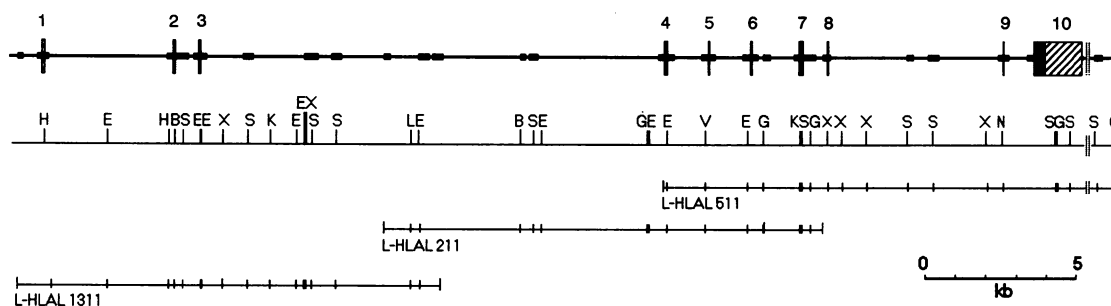 1 2 3 4 5 6 7 8 9 10
EX
H E HBSEE X S K E S S LE B SE GE E V E G KSGXX X S S X N SGS S
L-HLAL 511
L-HLAL 211
0 5
kb
L-HLAL 1311